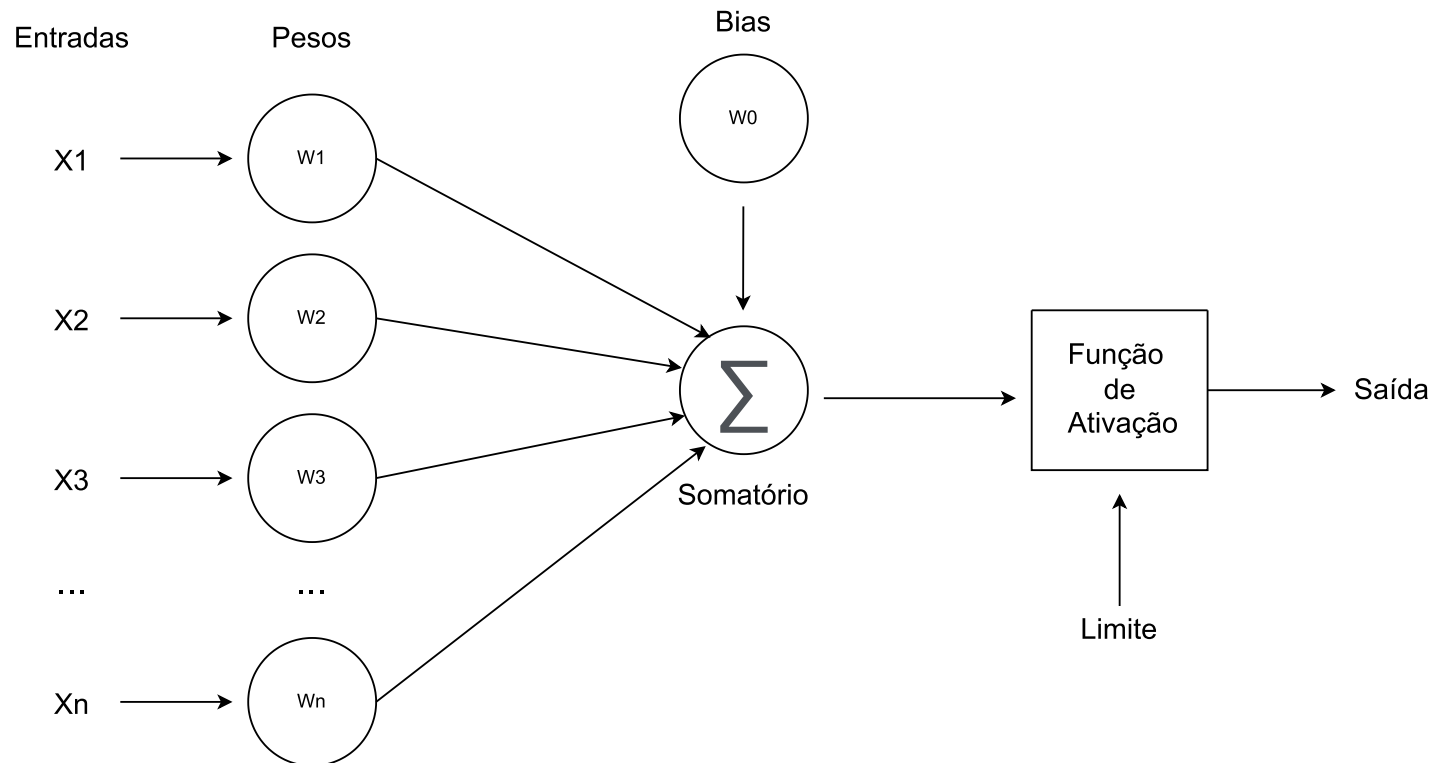 Entradas
Pesos
Bias
W0
X1
W1
X2
W2
X3
W3
...
...
Xn
Wn
∑
Somatório
Função
de
Ativação
Saída
Limite